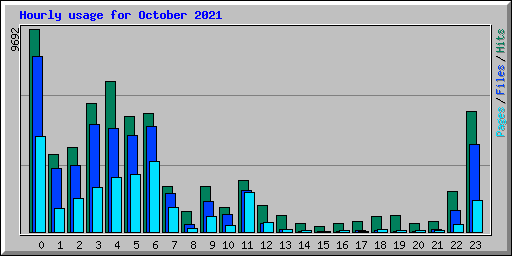 Hourly usage for October 2021
9692
Pages/Files/Hits
0 1 2 3 4 5 6 7 8 9 10 11 12 13 14 15 16 17 18 19 20 21 22 23